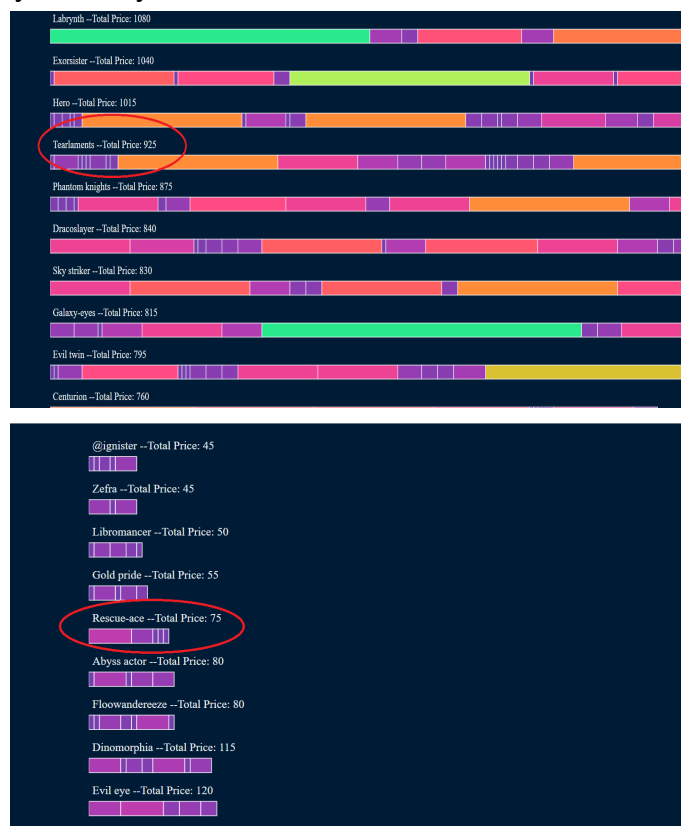 Labrynth --Total Price: 1080
Exorsister --Total Price: 1040
Hero --Total Price: 1015
Tearlaments --Total Price: 925
Phantom knights --Total Price: 875
Dracoslayer --Total Price: 840
Sky striker --Total Price: 830
Galaxy-eyes --Total Price: 815
Evil twin --Total Price: 795
Centurion --Total Price: 760
@ignister --Total Price: 45
Zefra --Total Price: 45
Libromancer --Total Price: 50
Gold pride --Total Price: 55
Rescue-ace --Total Price: 75
Abyss actor --Total Price: 80
Floowandereeze --Total Price: 80
Dinomorphia --Total Price: 115
Evil eye --Total Price: 120